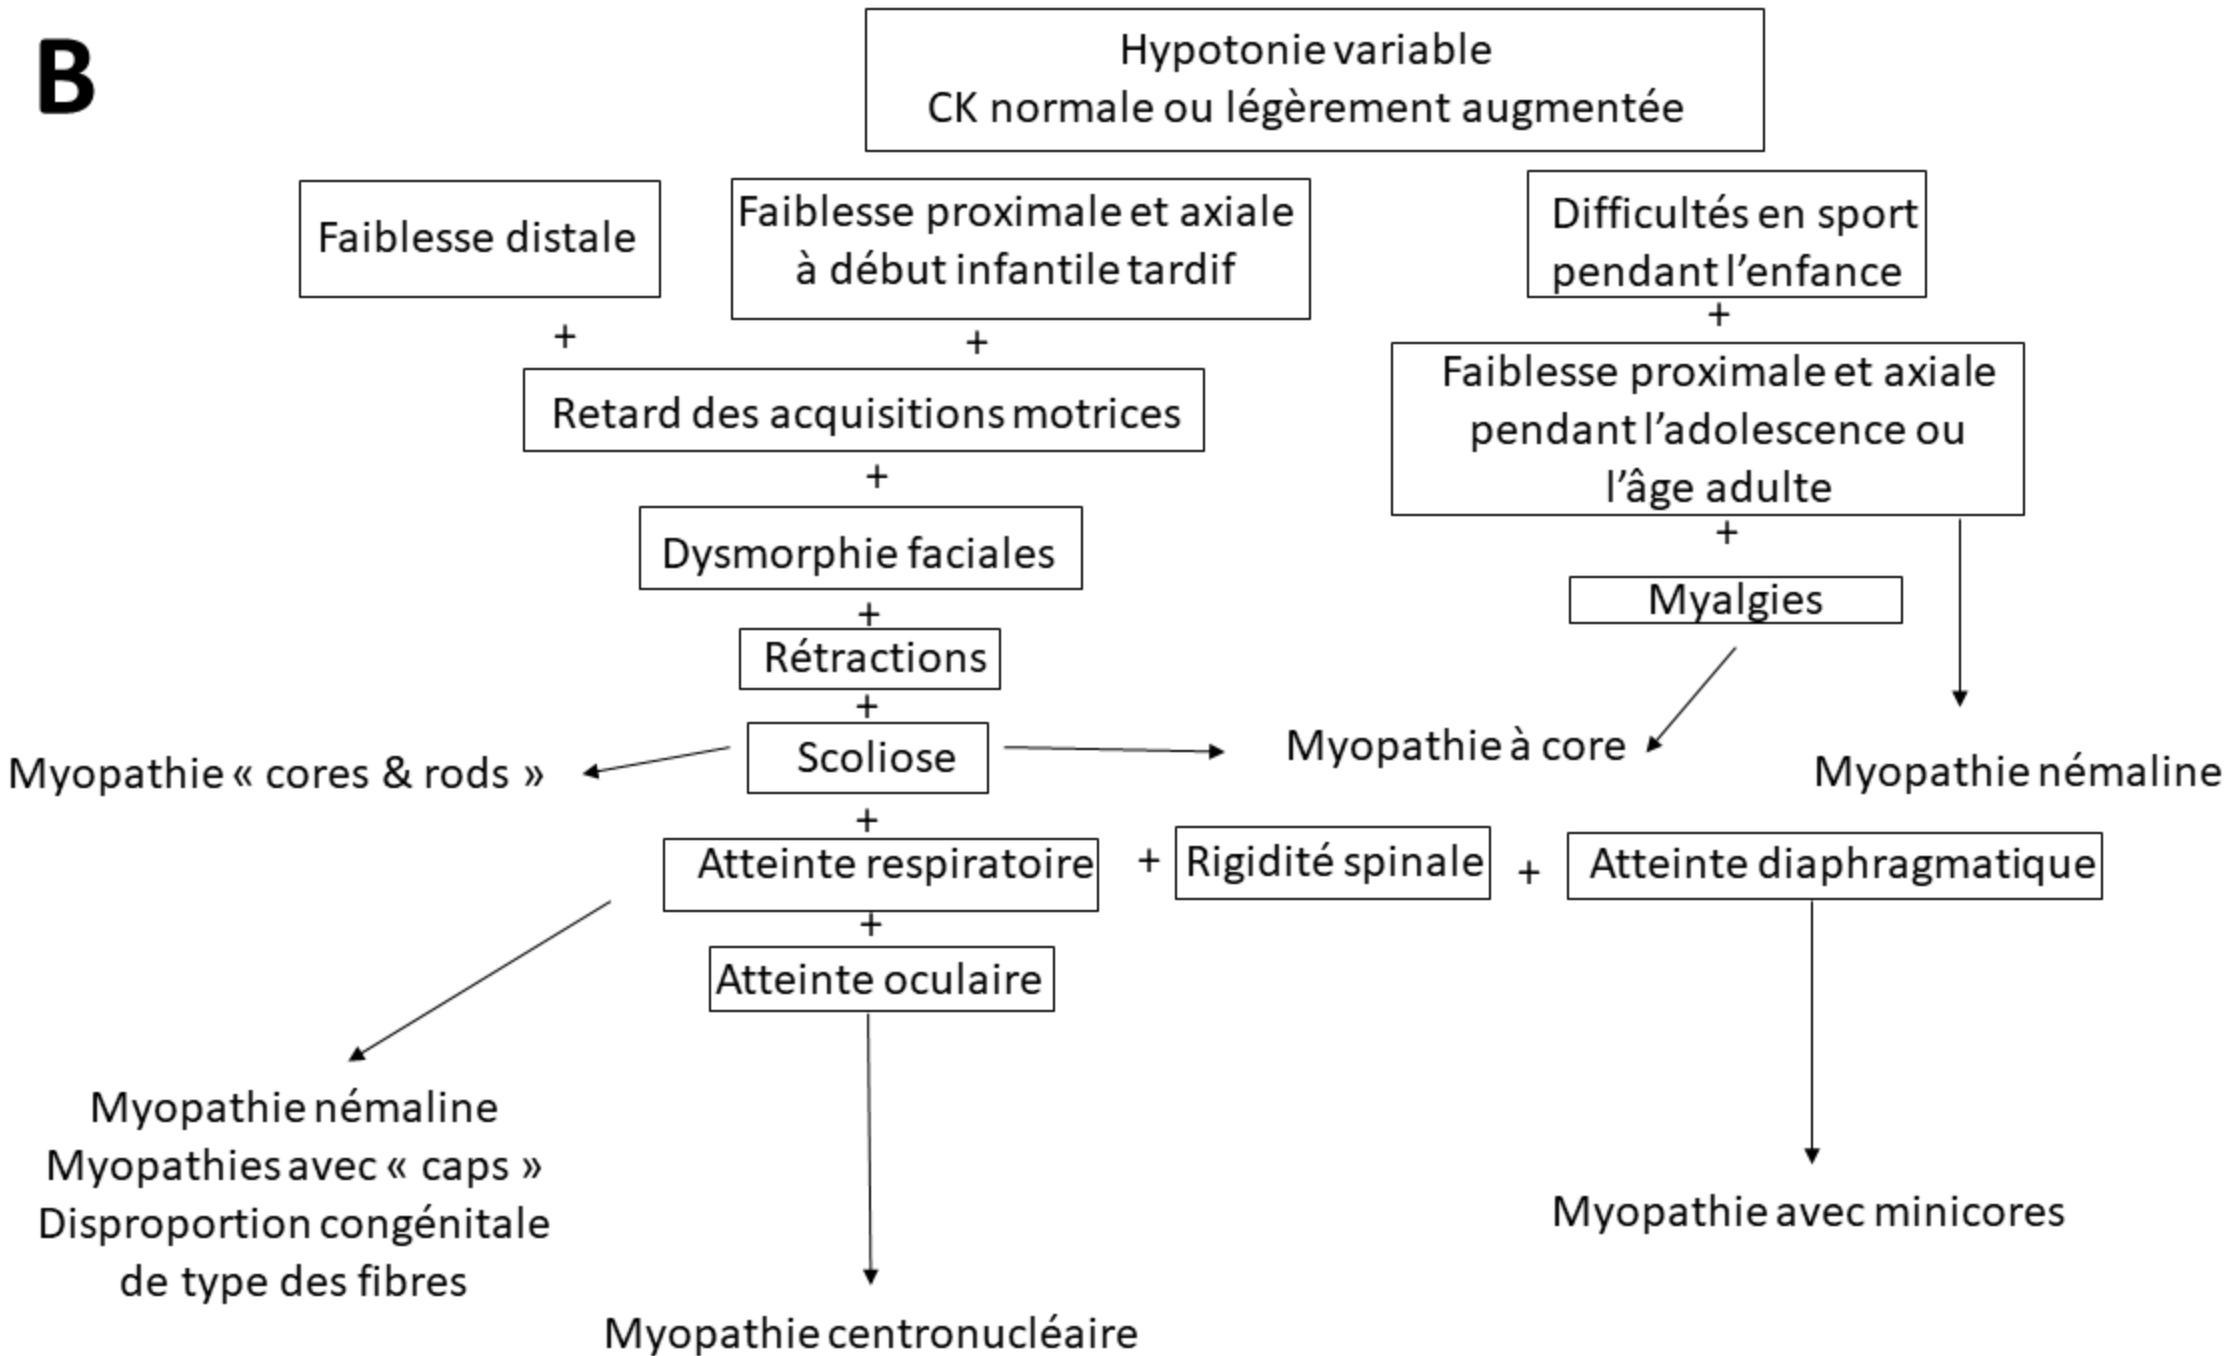 B
Hypotonie variable
CK normale ou légèrement augmentée
Faiblesse distale
Faiblesse proximale et axiale
à début infantile tardif
Difficultés en sport
pendant l’enfance
+
+
+
Retard des acquisitions motrices
Faiblesse proximale et axiale
pendant l’adolescence ou
l’âge adulte
+
+
Dysmorphie faciales
Myalgies
+
Rétractions
+
Scoliose
Myopathie « cores & rods »
Myopathie à core
Myopathie némaline
+
Atteinte respiratoire
+
Rigidité spinale
+
Atteinte diaphragmatique
+
Atteinte oculaire
Myopathie némaline
Myopathies avec « caps »
Disproportion congénitale
de type des fibres
Myopathie avec minicores
Myopathie centronucléaire